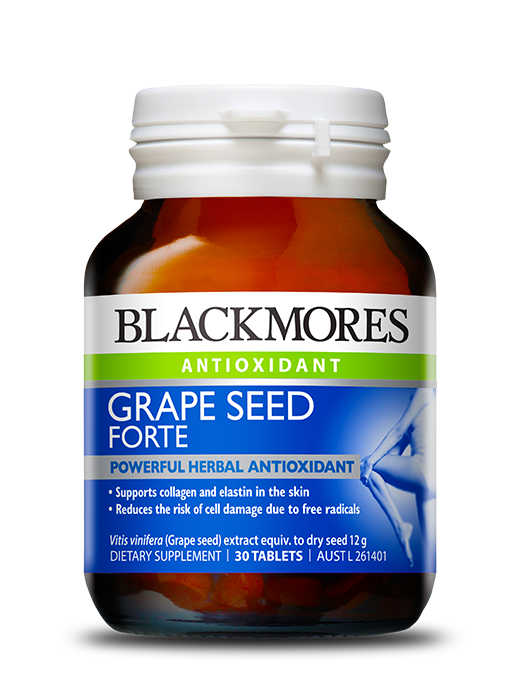 BLACKMORES
ANTIOXIDANT
GRAPE SEED
FORTE
POWERFUL HERBAL ANTIOXIDANT
• Supports collagen and elastin in the skin
• Reduces the risk of cell damage due to free radicals
Vitis vinifera (Grape seed) extract equiv. to dry seed 12 g
DIETARY SUPPLEMENT | 30 TABLETS | AUST L 261401